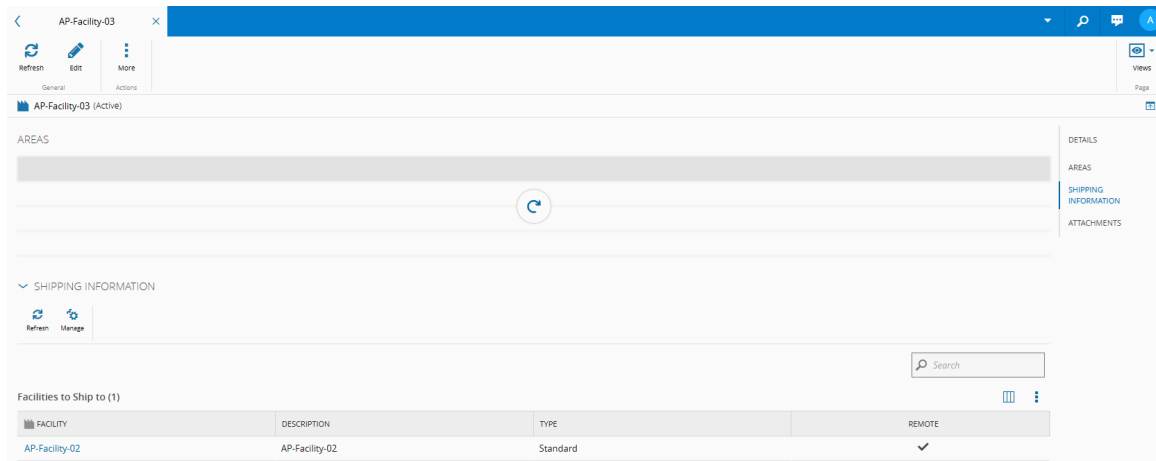 AP-Facility-03
A
Refresh Edit More Views
General Actions Page
AP-Facility-03 (Active)
AREAS
DETAILS
AREAS
SHIPPING
INFORMATION
ATTACHMENTS
SHIPPING INFORMATION
Refresh Manage
Search
Facilities to Ship to (1)
FACILITY DESCRIPTION TYPE REMOTE
AP-Facility-02 AP-Facility-02 Standard